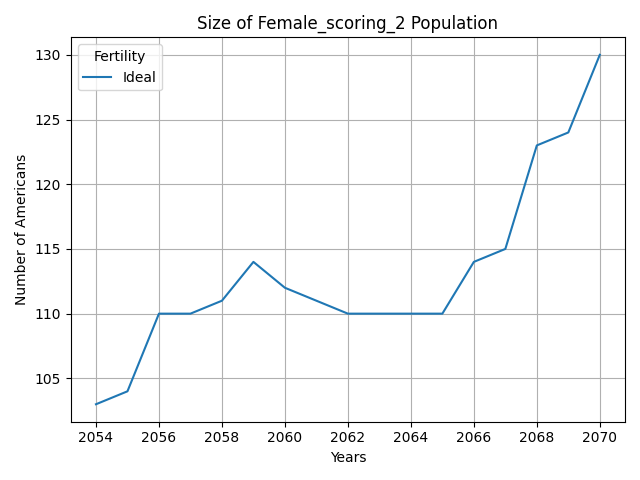 Size of Female_scoring_2 Population
Fertility
Ideal
Number of Americans
130
125
120
115
110
105
2054 2056 2058 2060 2062 2064 2066 2068 2070
Years